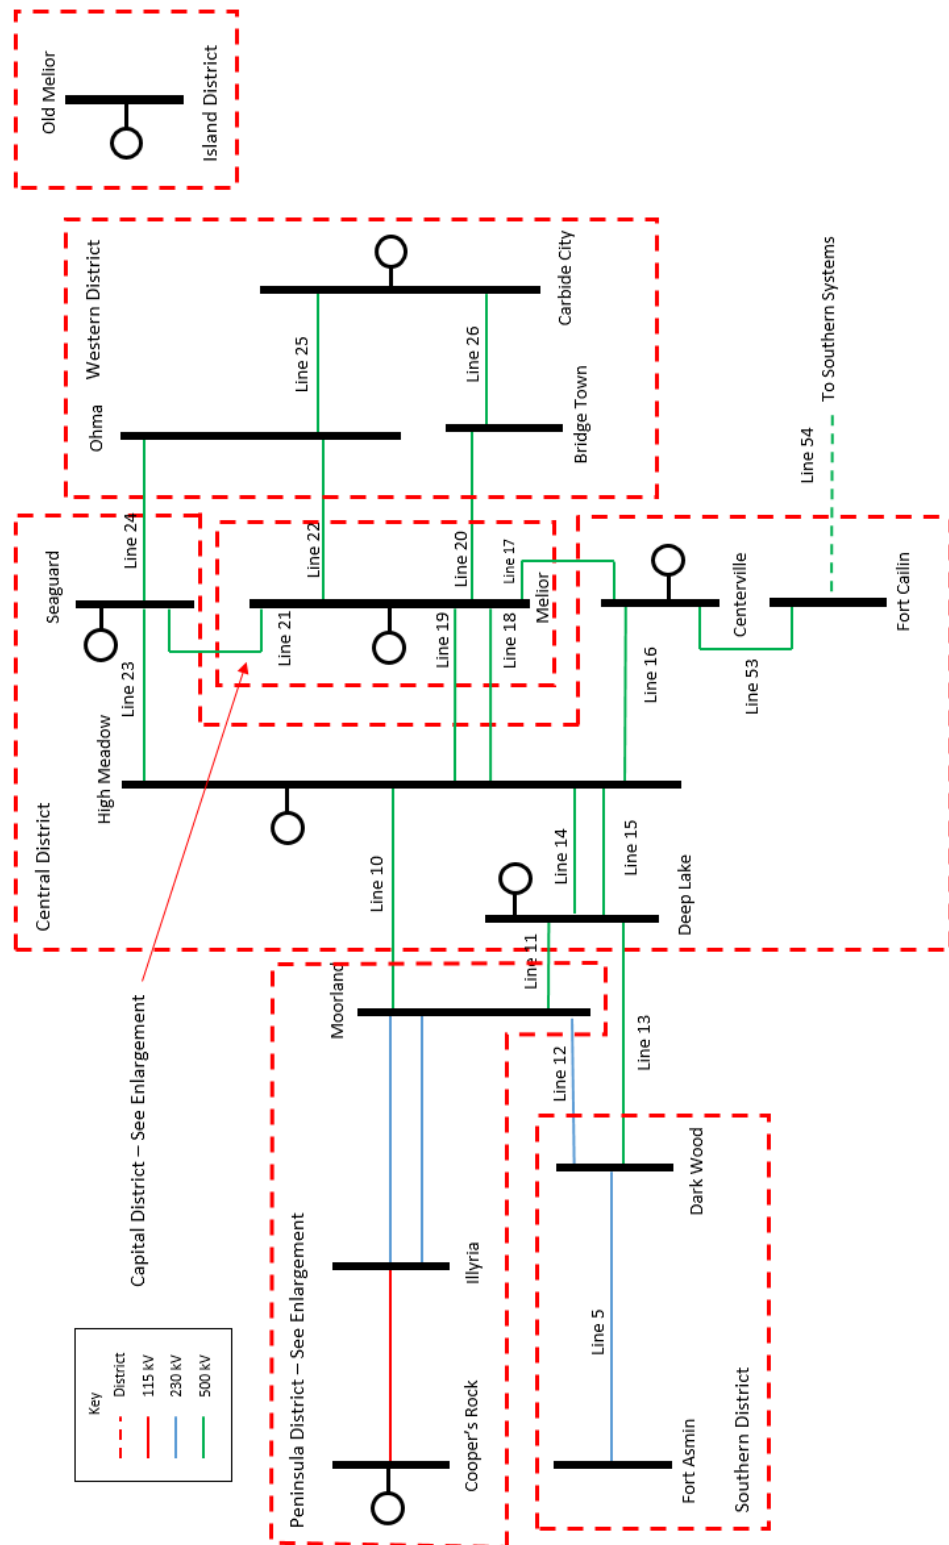 Old Melior
Island District
Western District
Ohma
Line 25
Line 26
Carbide City
Bridge Town
To Southern Systems
Line 54
Seaguard
Line 24
Line 22
Line 20
Line 17
Melior
Line 21
Line 19
Line 18
Centerville
Fort Cailin
Line 53
Line 16
Line 23
High Meadow
Central District
Line 10
Line 14
Line 15
Deep Lake
Line 11
Moorland
Line 12
Line 13
Capital District – See Enlargement
Dark Wood
Peninsula District – See Enlargement
Illyria
Line 5
Cooper's Rock
Fort Asmin
Southern District
Key
District
115 kV
230 kV
500 kV